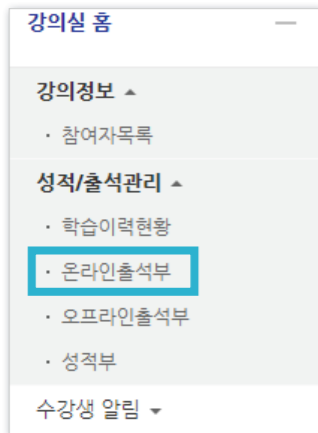 강의실 홈
강의정보 ▲
· 참여자목록
성적/출석관리 ▲
· 학습이력현황
· 온라인출석부
· 오프라인출석부
· 성적부
수강생 알림 ▼